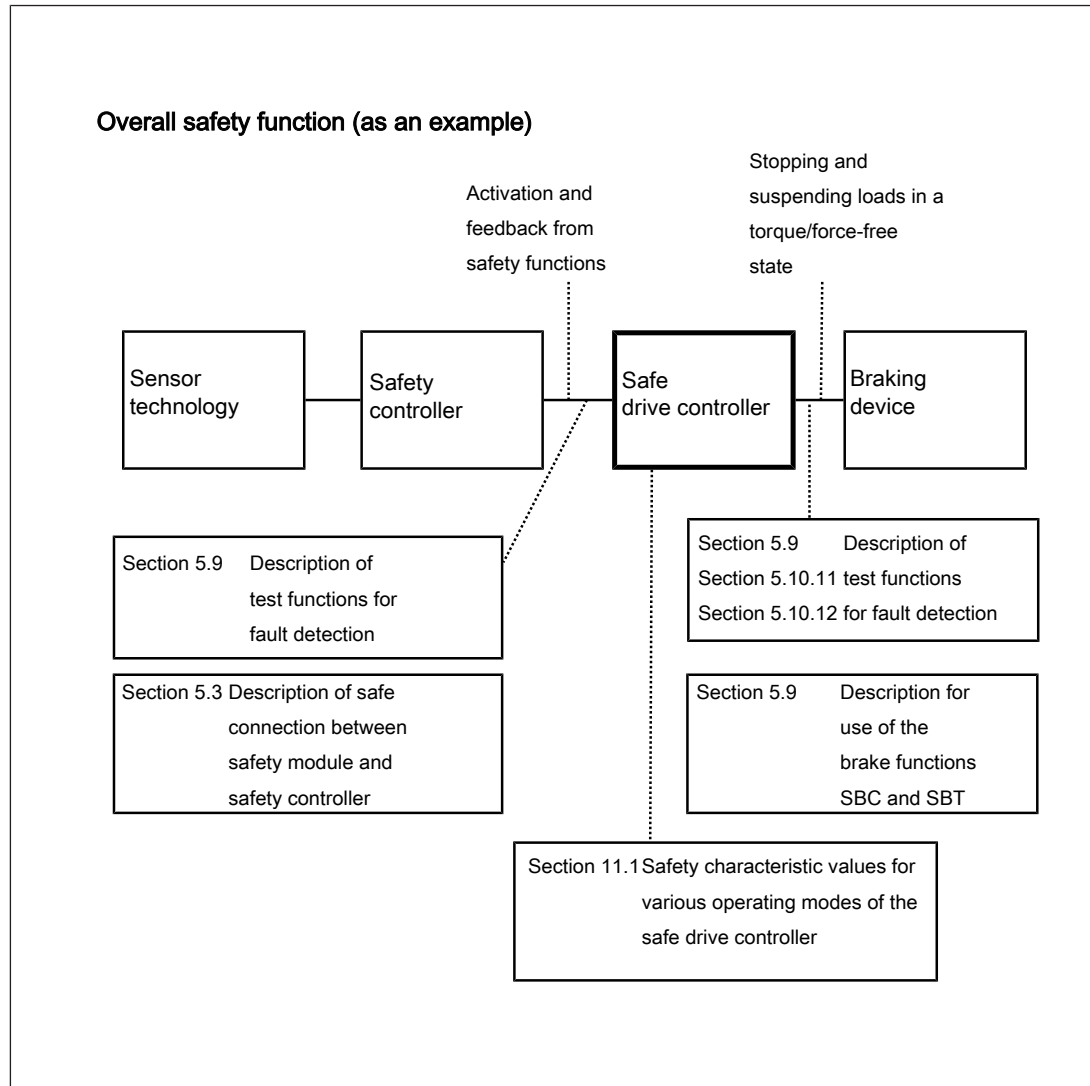 Overall safety function (as an example)
Activation and
feedback from
safety functions
Stopping and
suspending loads in a
torque/force-free
state
Sensor
technology
Safety
controller
Safe
drive controller
Braking
device
Section 5.9 Description of
test functions for
fault detection
Section 5.3 Description of safe
connection between
safety module and
safety controller
Section 5.9 Description of
Section 5.10.11 test functions
Section 5.10.12 for fault detection
Section 5.9 Description for
use of the
brake functions
SBC and SBT
Section 11.1 Safety characteristic values for
various operating modes of the
safe drive controller